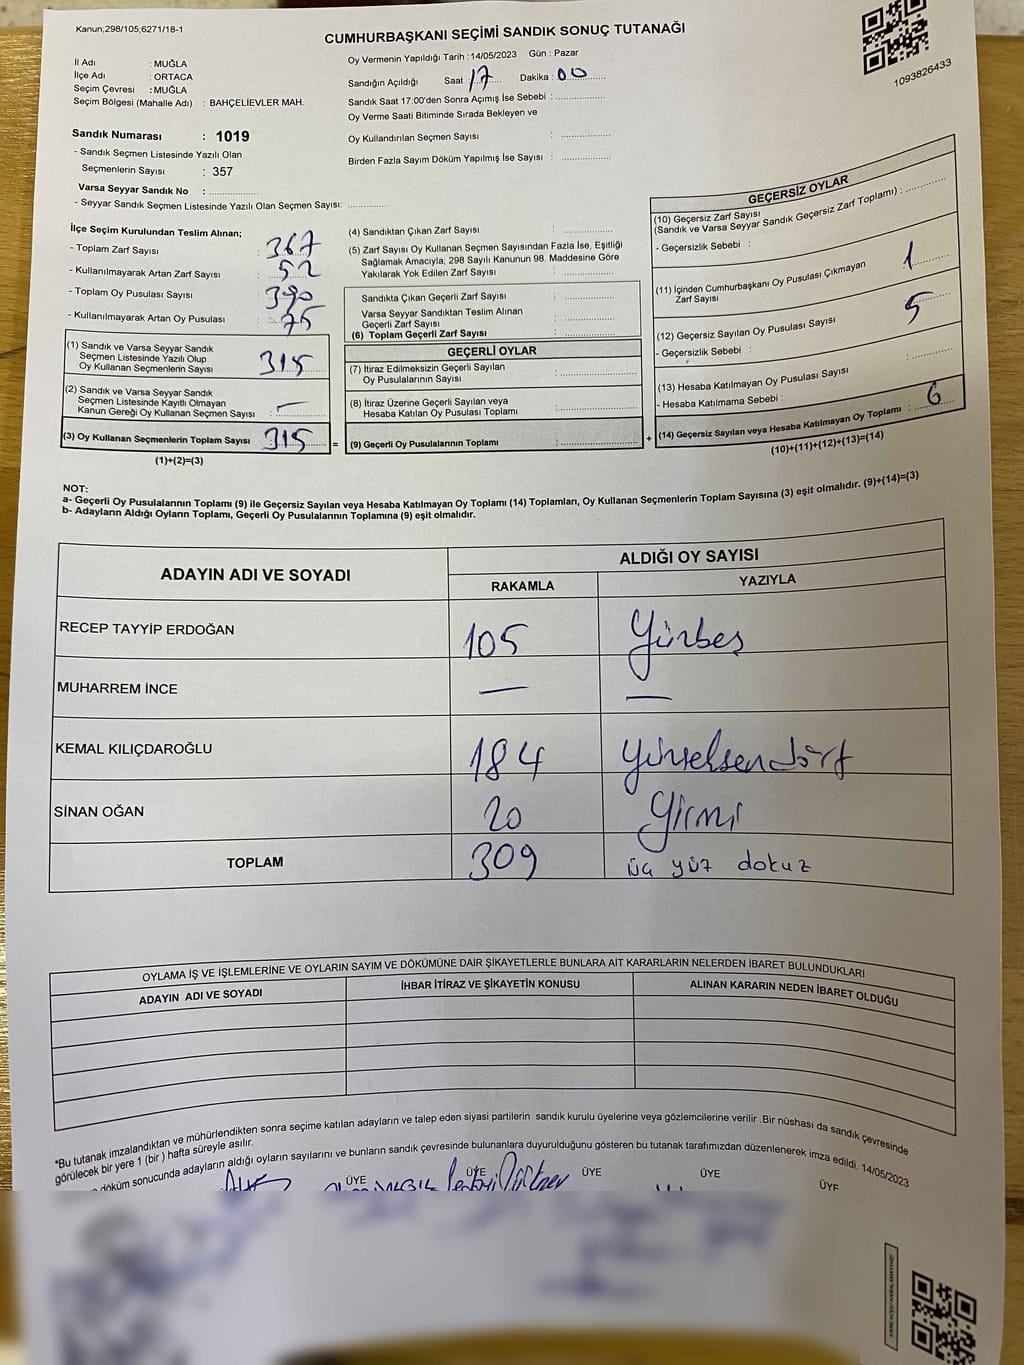 Kanun;298/105;6271/18-1
CUMHURBAŞKANI SEÇİMİ SANDIK SONUÇ TUTANAĞI
1093826433
İl Adı : MUĞLA
İlçe Adı : ORTACA
Seçim Çevresi : MUĞLA
Seçim Bölgesi (Mahalle Adı) : BAHÇELİEVLER MAH.
Sandık Numarası : 1019
- Sandık Seçmen Listesinde Yazılı Olan
Seçmenlerin Sayısı : 357
Varsa Seyyar Sandık No : ................
- Seyyar Sandık Seçmen Listesinde Yazılı Olan Seçmen Sayısı: ............
Oy Vermenin Yapıldığı Tarih :14/05/2023 Gün : Pazar
Sandığın Açıldığı Saat 17 Dakika : 00
Sandık Saat 17:00'den Sonra Açımış İse Sebebi : ................
Oy Verme Saati Bitiminde Sırada Bekleyen ve
Oy Kullandırılan Seçmen Sayısı : ................
Birden Fazla Sayım Döküm Yapılmış İse Sayısı : ................
İlçe Seçim Kurulundan Teslim Alınan;
- Toplam Zarf Sayısı : 367
- Kullanılmayarak Artan Zarf Sayısı : 52
- Toplam Oy Pusulası Sayısı : 390
- Kullanılmayarak Artan Oy Pusulası : 75
(1) Sandık ve Varsa Seyyar Sandık
Seçmen Listesinde Yazılı Olup
Oy Kullanan Seçmenlerin Sayısı : 315
(2) Sandık ve Varsa Seyyar Sandık
Seçmen Listesinde Kayıtlı Olmayan
Kanun Gereği Oy Kullanan Seçmen Sayısı : —
(3) Oy Kullanan Seçmenlerin Toplam Sayısı : 315 =
(1)+(2)=(3)
(4) Sandıktan Çıkan Zarf Sayısı : ................
(5) Zarf Sayısı Oy Kullanan Seçmen Sayısından Fazla İse, Eşitliği
Sağlamak Amacıyla; 298 Sayılı Kanunun 98. Maddesine Göre
Yakılarak Yok Edilen Zarf Sayısı : ................
Sandıkta Çıkan Geçerli Zarf Sayısı : ................
Varsa Seyyar Sandıktan Teslim Alınan
Geçerli Zarf Sayısı : ................
(6) Toplam Geçerli Zarf Sayısı : ................
GEÇERLİ OYLAR
(7) İtiraz Edilmeksizin Geçerli Sayılan
Oy Pusulalarının Sayısı : ................
(8) İtiraz Üzerine Geçerli Sayılan veya
Hesaba Katılan Oy Pusulası Toplamı : ................
(9) Geçerli Oy Pusulalarının Toplamı : ................ +
GEÇERSİZ OYLAR
(10) Geçersiz Zarf Sayısı
(Sandık ve Varsa Seyyar Sandık Geçersiz Zarf Toplamı) : ............
- Geçersizlik Sebebi :
(11) İçinden Cumhurbaşkanı Oy Pusulası Çıkmayan
Zarf Sayısı : 1
(12) Geçersiz Sayılan Oy Pusulası Sayısı : 5
- Geçersizlik Sebebi :
(13) Hesaba Katılmayan Oy Pusulası Sayısı : ............
- Hesaba Katılmama Sebebi :
(14) Geçersiz Sayılan veya Hesaba Katılmayan Oy Toplamı : 6
(10)+(11)+(12)+(13)=(14)
NOT:
a- Geçerli Oy Pusulalarının Toplamı (9) ile Geçersiz Sayılan veya Hesaba Katılmayan Oy Toplamı (14) Toplamları, Oy Kullanan Seçmenlerin Toplam Sayısına (3) eşit olmalıdır. (9)+(14)=(3)
b- Adayların Aldığı Oyların Toplamı, Geçerli Oy Pusulalarının Toplamına (9) eşit olmalıdır.
ADAYIN ADI VE SOYADI ALDIĞI OY SAYISI
RAKAMLA YAZIYLA
RECEP TAYYİP ERDOĞAN 105 Yüzbeş
MUHARREM İNCE — —
KEMAL KILIÇDAROĞLU 184 Yüzseksendört
SİNAN OĞAN 20 Yirmi
TOPLAM 309 üç yüz dokuz
OYLAMA İŞ VE İŞLEMLERİNE VE OYLARIN SAYIM VE DÖKÜMÜNE DAİR ŞİKAYETLERLE BUNLARA AİT KARARLARIN NELERDEN İBARET BULUNDUKLARI
ADAYIN ADI VE SOYADI İHBAR İTİRAZ VE ŞİKAYETİN KONUSU ALINAN KARARIN NEDEN İBARET OLDUĞU
*Bu tutanak imzalandıktan ve mühürlendikten sonra seçime katılan adayların ve talep eden siyasi partilerin sandık kurulu üyelerine veya gözlemcilerine verilir .Bir nüshası da sandık çevresinde
görülecek bir yere 1 (bir ) hafta süreyle asılır.
döküm sonucunda adayların aldığı oyların sayılarını ve bunların sandık çevresinde bulunanlara duyurulduğunu gösteren bu tutanak tarafımızdan düzenlenerek imza edildi. 14/05/2023
ÜYE ÜYE ÜYE ÜYE ÜYE